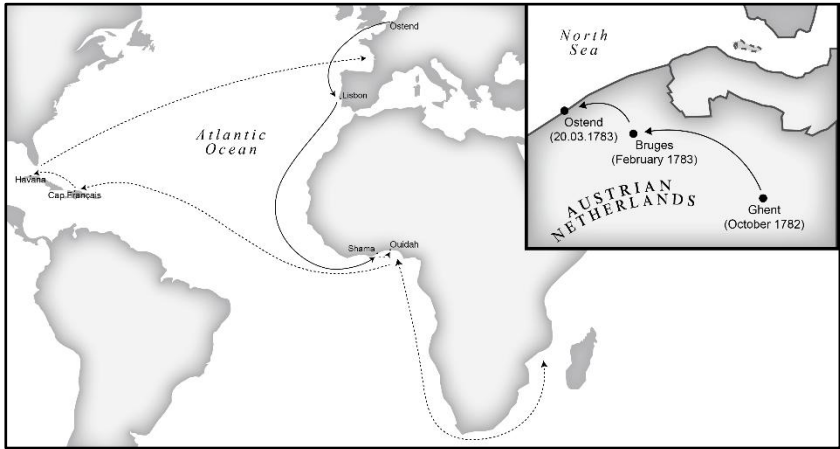 Ostend
Lisbon
Atlantic
Ocean
Havana
Cap Français
Shama
Ouidah
North
Sea
Ostend
(20.03.1783)
Bruges
(February 1783)
AUSTRIAN
NETHERLANDS
Ghent
(October 1782)